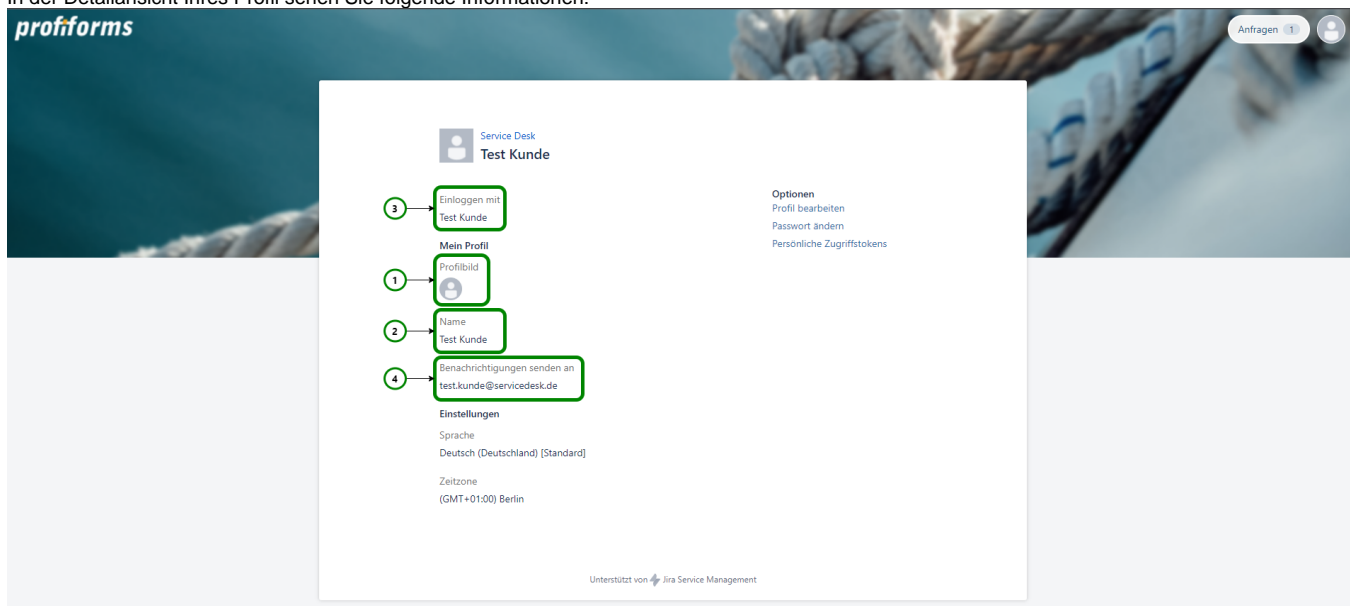 In der Detailansicht Ihres Profil sehen Sie folgende Informationen:
profiforms
Anfragen 1
Service Desk
Test Kunde
3
Einloggen mit
Test Kunde
Mein Profil
1
Profilbild
2
Name
Test Kunde
4
Benachrichtigungen senden an
test.kunde@servicedesk.de
Einstellungen
Sprache
Deutsch (Deutschland) [Standard]
Zeitzone
(GMT+01:00) Berlin
Optionen
Profil bearbeiten
Passwort ändern
Persönliche Zugriffstokens
Unterstützt von Jira Service Management